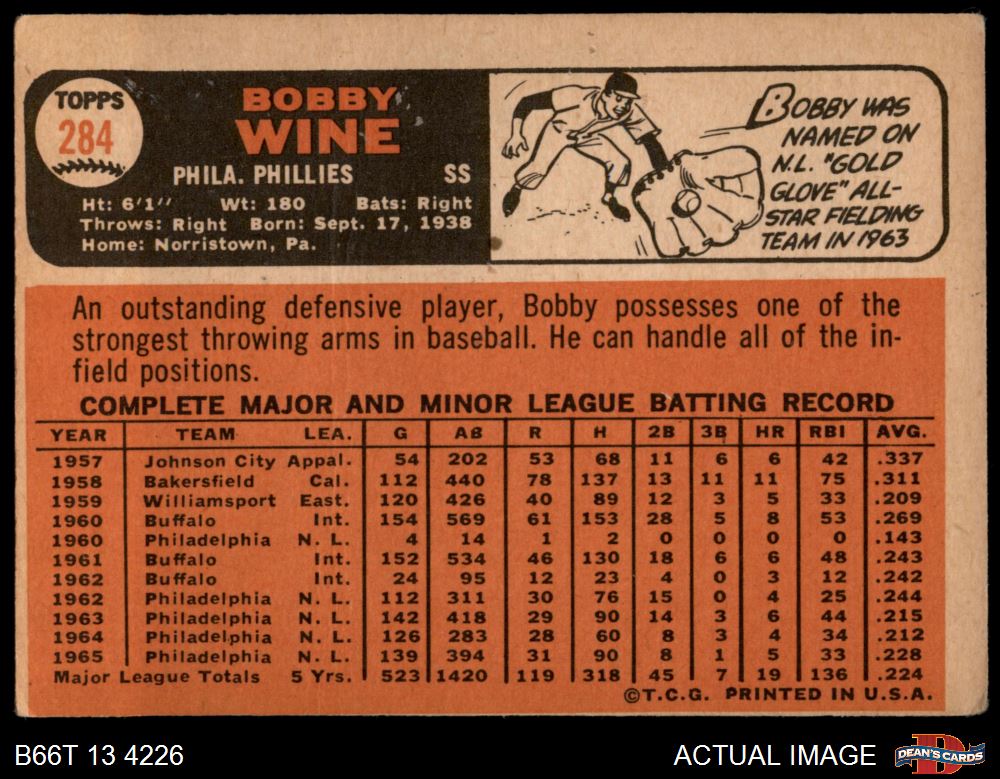 TOPPS
284
BOBBY
WINE
PHILA. PHILLIES SS
Ht: 6'1" Wt: 180 Bats: Right
Throws: Right Born: Sept. 17, 1938
Home: Norristown, Pa.
BOBBY WAS
NAMED ON
N.L. "GOLD
GLOVE" ALL-
STAR FIELDING
TEAM IN 1963
An outstanding defensive player, Bobby possesses one of the
strongest throwing arms in baseball. He can handle all of the in-
field positions.
COMPLETE MAJOR AND MINOR LEAGUE BATTING RECORD
YEAR TEAM LEA. G AB R H 2B 3B HR RBI AVG.
1957 Johnson City Appal. 54 202 53 68 11 6 6 42 .337
1958 Bakersfield Cal. 112 440 78 137 13 11 11 75 .311
1959 Williamsport East. 120 426 40 89 12 3 5 33 .209
1960 Buffalo Int. 154 569 61 153 28 5 8 53 .269
1960 Philadelphia N. L. 4 14 1 2 0 0 0 0 .143
1961 Buffalo Int. 152 534 46 130 18 6 6 48 .243
1962 Buffalo Int. 24 95 12 23 4 0 3 12 .242
1962 Philadelphia N. L. 112 311 30 76 15 0 4 25 .244
1963 Philadelphia N. L. 142 418 29 90 14 3 6 44 .215
1964 Philadelphia N. L. 126 283 28 60 8 3 4 34 .212
1965 Philadelphia N. L. 139 394 31 90 8 1 5 33 .228
Major League Totals 5 Yrs. 523 1420 119 318 45 7 19 136 .224
©T.C.G. PRINTED IN U.S.A.
B66T 13 4226 ACTUAL IMAGE
DEAN'S CARDS